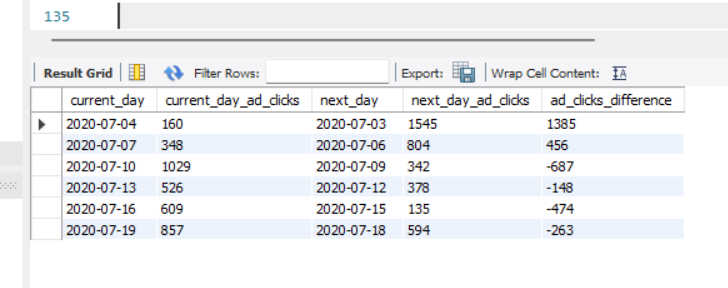 135
Result Grid Filter Rows: Export: Wrap Cell Content: IA
current_day current_day_ad_clicks next_day next_day_ad_clicks ad_clicks_difference
2020-07-04 160 2020-07-03 1545 1385
2020-07-07 348 2020-07-06 804 456
2020-07-10 1029 2020-07-09 342 -687
2020-07-13 526 2020-07-12 378 -148
2020-07-16 609 2020-07-15 135 -474
2020-07-19 857 2020-07-18 594 -263